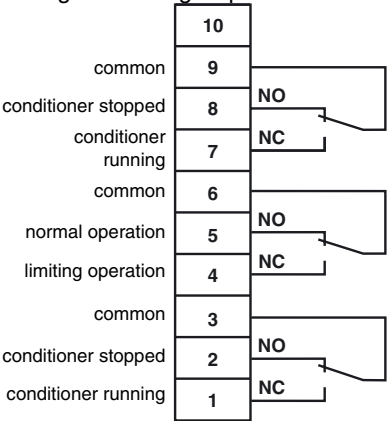 10
common 9
conditioner stopped 8 NO
conditioner
running 7 NC
common 6
normal operation 5 NO
limiting operation 4 NC
common 3
conditioner stopped 2 NO
conditioner running 1 NC